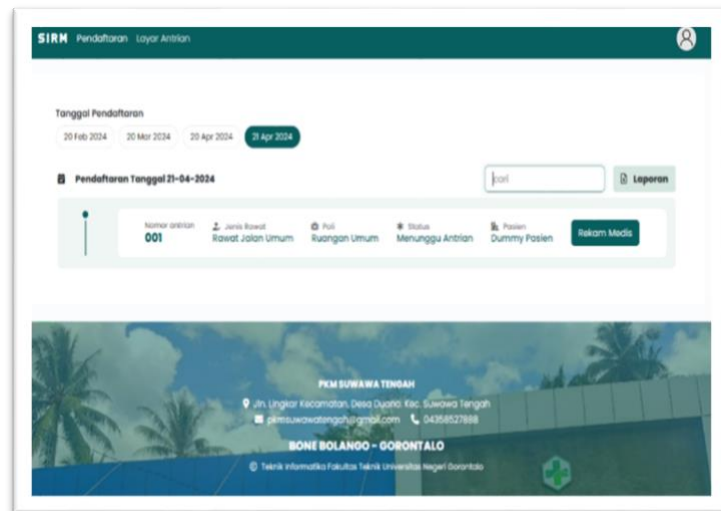 SIRM Pendaftaran Layar Antrian
Tanggal Pendaftaran
20 Feb 2024 20 Mar 2024 20 Apr 2024 21 Apr 2024
Pendaftaran Tanggal 21-04-2024
cari
Laporan
Nomor antrian Jenis Rawat Poli Status Pasien
001 Rawat Jalan Umum Ruangan Umum Menunggu Antrian Dummy Pasien
Rekam Medis
PKM SUWAWA TENGAH
Jln. Lingkar Kecamatan, Desa Kec. Suwawa Tengah
pkmsuwawatengah@gmail.com 04358527888
BONE BOLANGO - GORONTALO
© Teknik Informatika Fakultas Teknik Universitas Negeri Gorontalo